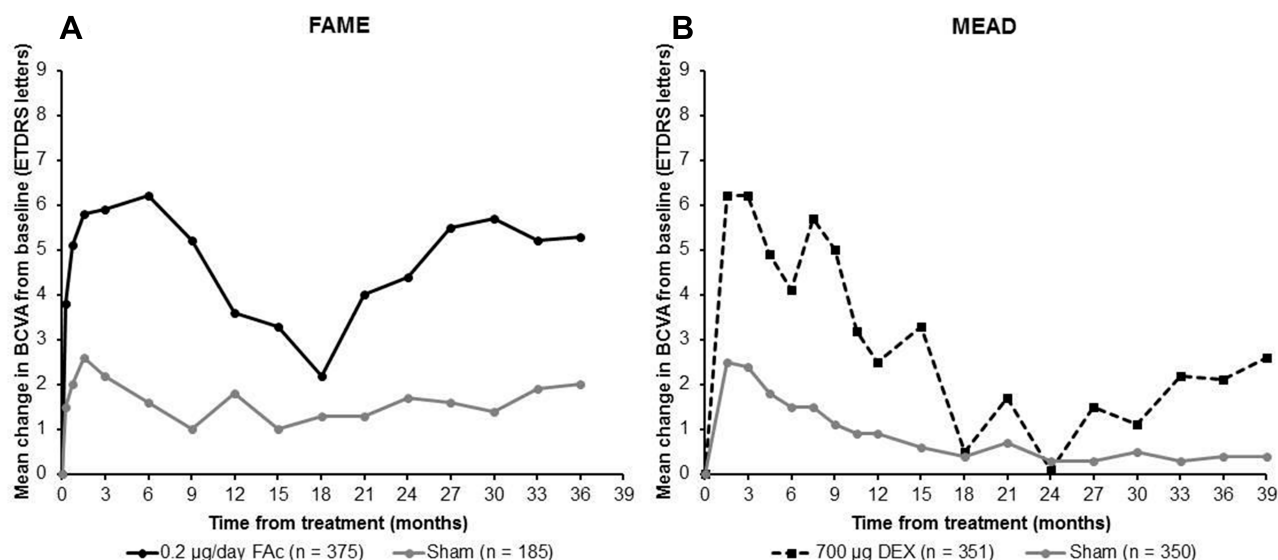 A
FAME
Mean change in BCVA from baseline (ETDRS letters)
9
8
7
6
5
4
3
2
1
0
0 3 6 9 12 15 18 21 24 27 30 33 36 39
Time from treatment (months)
0.2 µg/day FAc (n = 375) Sham (n = 185)
B
MEAD
Mean change in BCVA from baseline (ETDRS letters)
9
8
7
6
5
4
3
2
1
0
0 3 6 9 12 15 18 21 24 27 30 33 36 39
Time from treatment (months)
700 µg DEX (n = 351) Sham (n = 350)